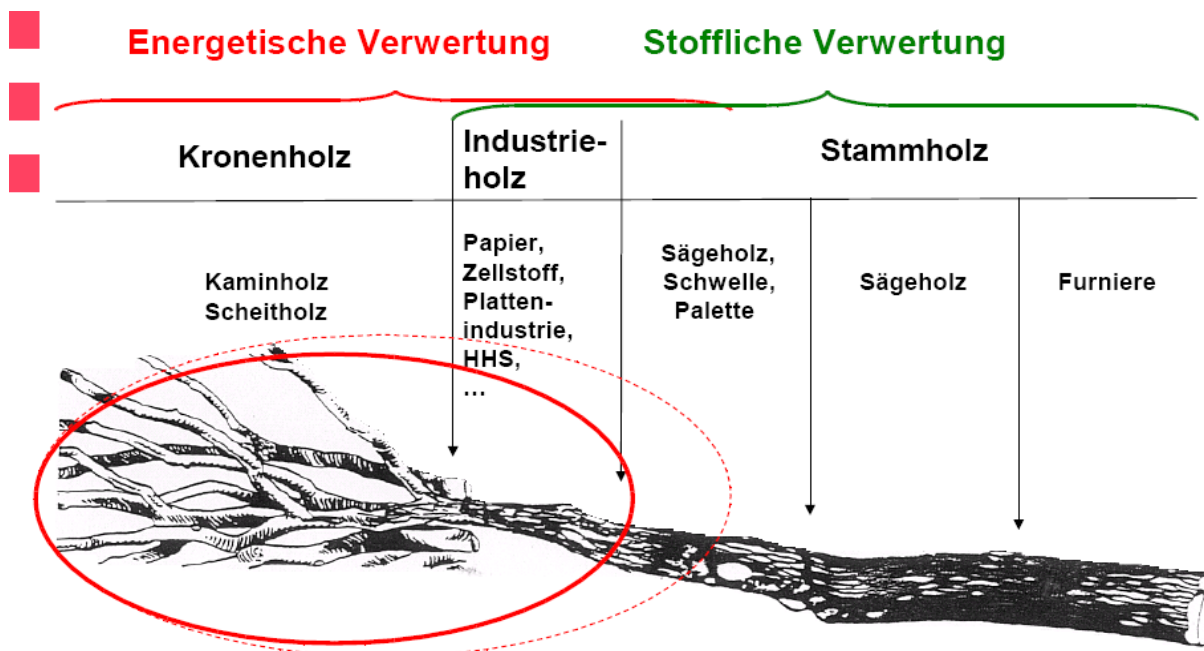 Energetische Verwertung
Stoffliche Verwertung
Kronenholz
Industrie-
holz
Stammholz
Kaminholz
Scheitholz
Papier,
Zellstoff,
Platten-
industrie,
HHS,
...
Sägeholz,
Schwelle,
Palette
Sägeholz
Furniere